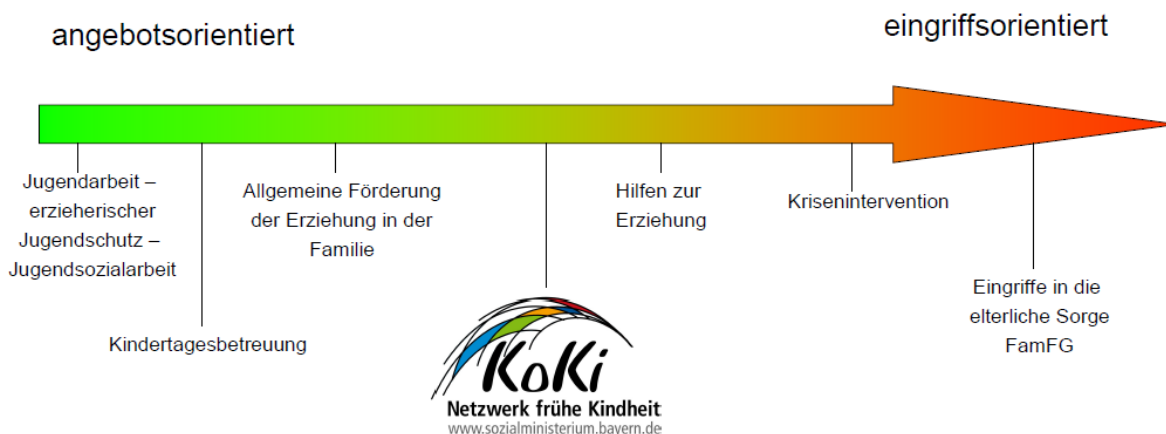 angebotsorientiert
eingriffsorientiert
Jugendarbeit –
erzieherischer
Jugendschutz –
Jugendsozialarbeit
Kindertagesbetreuung
Allgemeine Förderung
der Erziehung in der
Familie
KoKi
Netzwerk frühe Kindheit
www.sozialministerium.bayern.de
Hilfen zur
Erziehung
Krisenintervention
Eingriffe in die
elterliche Sorge
FamFG